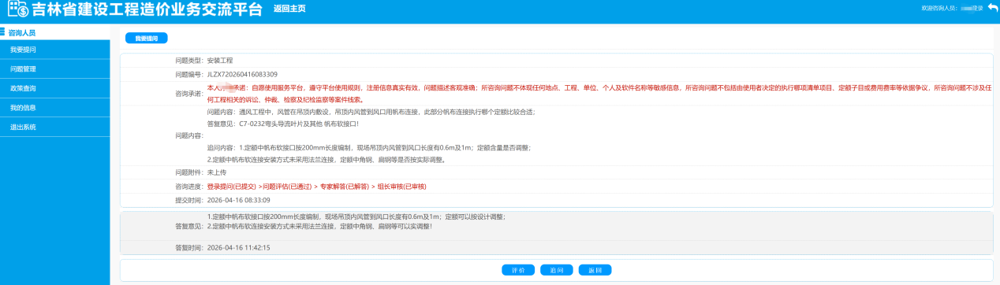 吉林省建设工程造价业务交流平台 返回主页
欢迎咨询人员： 登录
咨询人员
我要提问
问题管理
政策查询
我的信息
退出系统
我要提问
问题类型：安装工程
问题编号：JLZX720260416083309
咨询承诺：本人 承诺：自愿使用服务平台，遵守平台使用规则，注册信息真实有效，问题描述客观准确；所咨询问题不体现任何地点、工程、单位、个人及软件名称等敏感信息，所咨询问题不包括由使用者决定的执行哪项清单项目、定额子目或费用费率等依据争议，所咨询问题不涉及任
何工程相关的诉讼、仲裁、检察及纪检监察等案件线索。
问题内容：
问题内容：通风工程中，风管在吊顶内敷设，吊顶内风管到风口用帆布连接，此部分帆布连接执行哪个定额比较合适；
答复意见：C7-0232弯头导流叶片及其他 帆布软接口！
追问内容：1.定额中帆布软接口按200mm长度编制，现场吊顶内风管到风口长度有0.6m及1m；定额含量是否调整；
2.定额中帆布软连接安装方式未采用法兰连接，定额中角钢、扁钢等是否按实际调整。
问题附件：未上传
咨询进度：登录提问(已提交) >问题评估(已通过) > 专家解答(已解答) > 组长审核(已审核)
提交时间：2026-04-16 08:33:09
答复意见：
1.定额中帆布软接口按200mm长度编制，现场吊顶内风管到风口长度有0.6m及1m；定额可以按设计调整；
2.定额中帆布软连接安装方式未采用法兰连接，定额中角钢、扁钢等可以实调整！
答复时间：2026-04-16 11:42:15
评 价 追 问 返 回